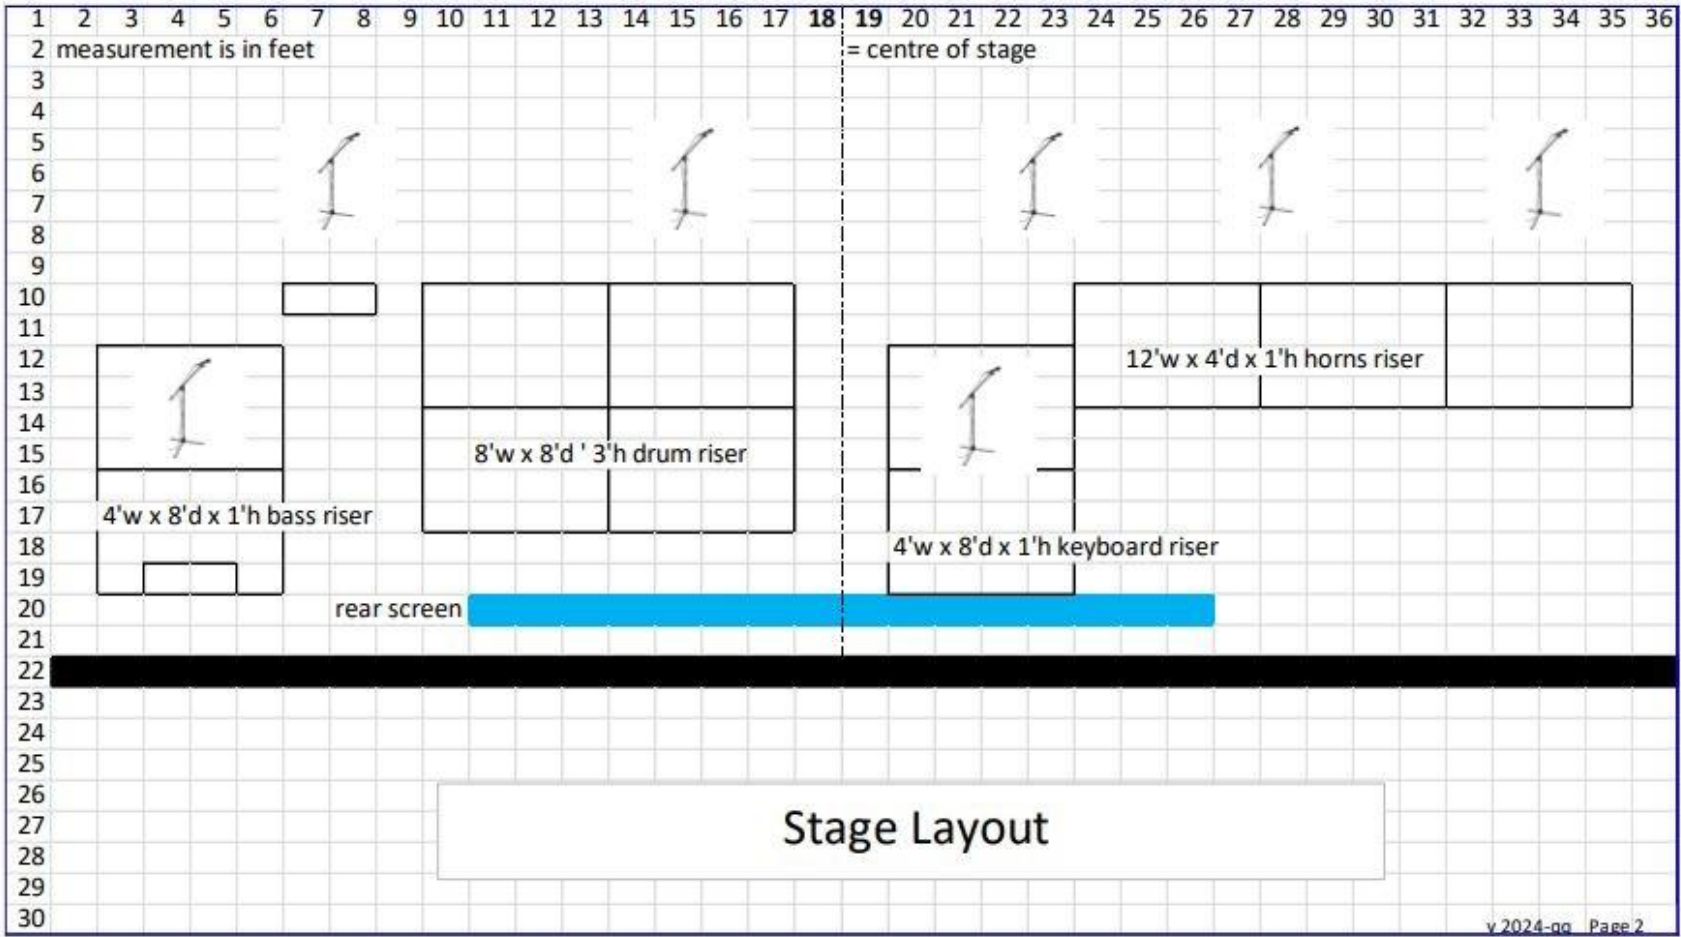 1 2 3 4 5 6 7 8 9 10 11 12 13 14 15 16 17 18 19 20 21 22 23 24 25 26 27 28 29 30 31 32 33 34 35 36
2 measurement is in feet = centre of stage
3
4
5
6
7
8
9
10
11
12 12'w x 4'd x 1'h horns riser
13
14
15 8'w x 8'd ' 3'h drum riser
16
17 4'w x 8'd x 1'h bass riser
18 4'w x 8'd x 1'h keyboard riser
19
20 rear screen
21
22
23
24
25
26
27 Stage Layout
28
29
30 v 2024-qq Page 2